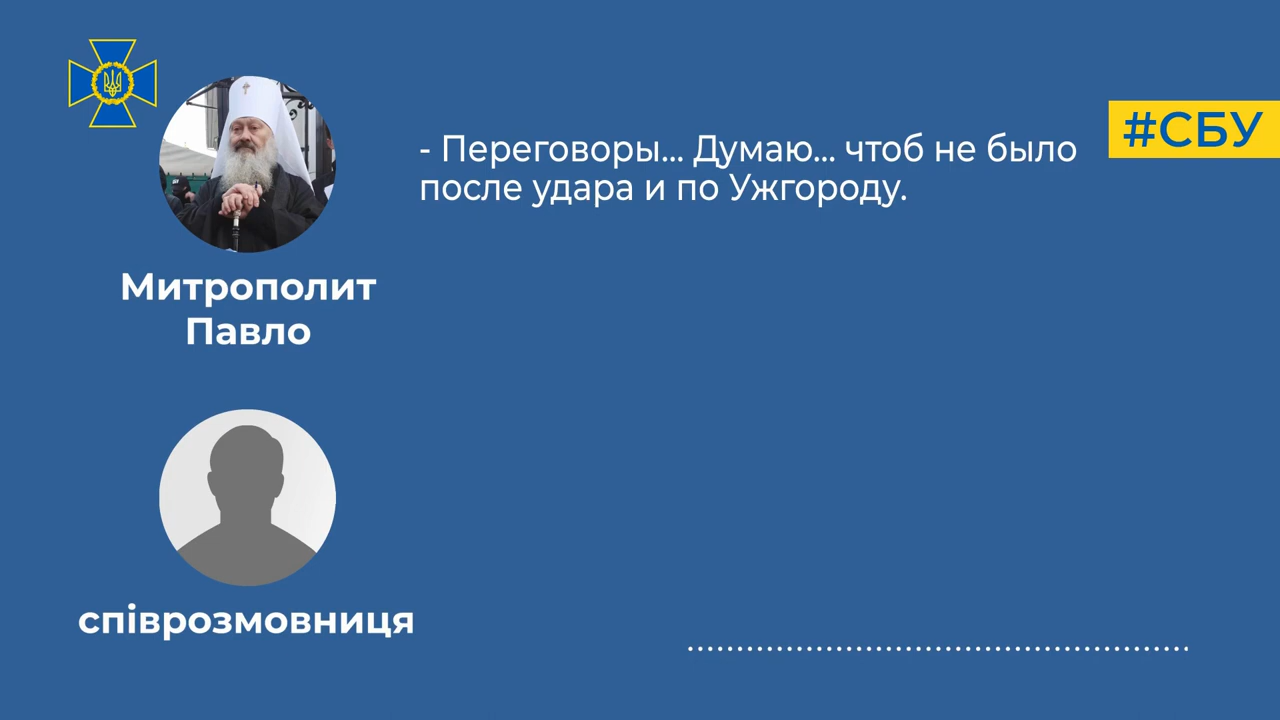 #СБУ
- Переговоры... Думаю... чтоб не было
после удара и по Ужгороду.
Митрополит
Павло
співрозмовниця